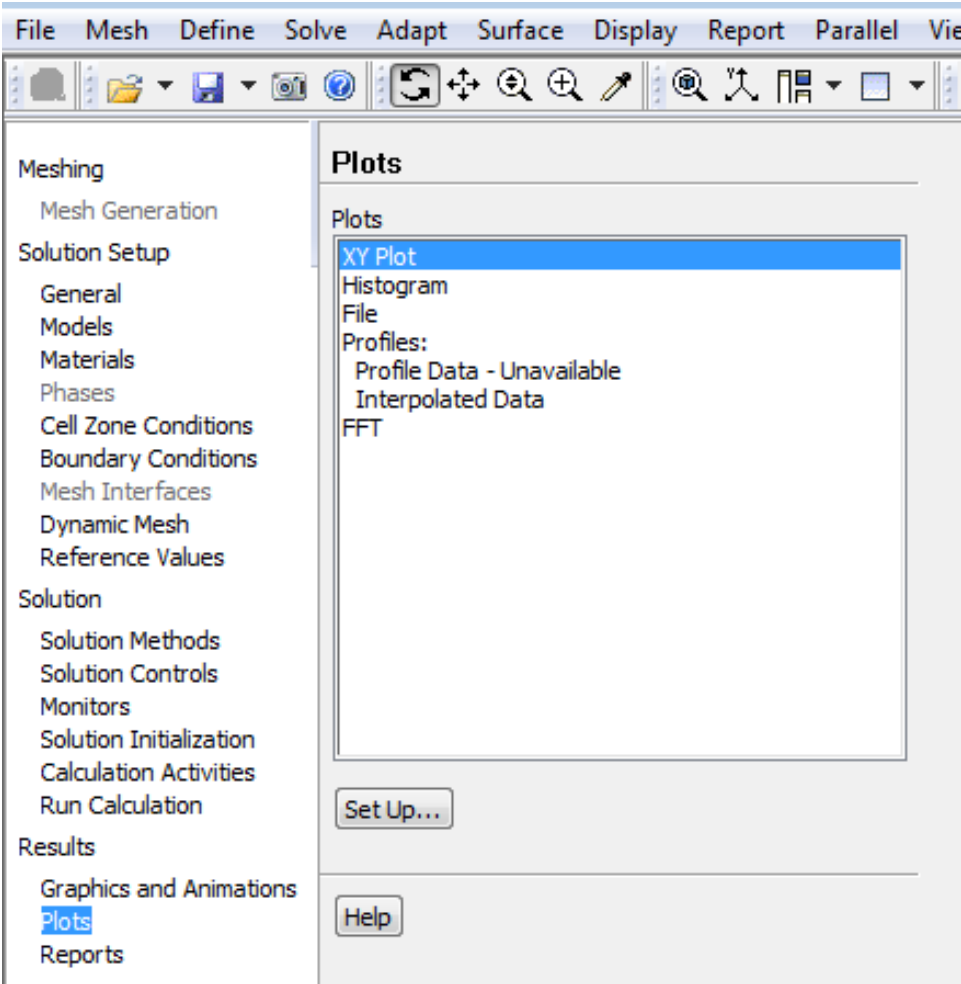 File Mesh Define Solve Adapt Surface Display Report Parallel Vie
Meshing
Mesh Generation
Solution Setup
General
Models
Materials
Phases
Cell Zone Conditions
Boundary Conditions
Mesh Interfaces
Dynamic Mesh
Reference Values
Solution
Solution Methods
Solution Controls
Monitors
Solution Initialization
Calculation Activities
Run Calculation
Results
Graphics and Animations
Plots
Reports
Plots
Plots
XY Plot
Histogram
File
Profiles:
Profile Data - Unavailable
Interpolated Data
FFT
Set Up...
Help